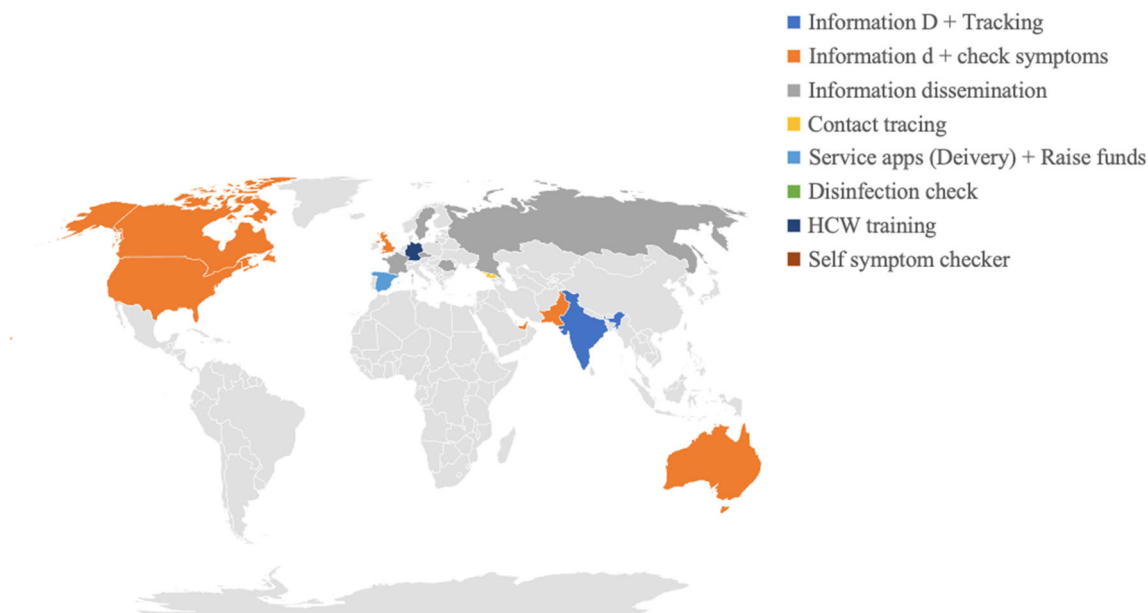 Information D + Tracking
Information d + check symptoms
Information dissemination
Contact tracing
Service apps (Deivery) + Raise funds
Disinfection check
HCW training
Self symptom checker